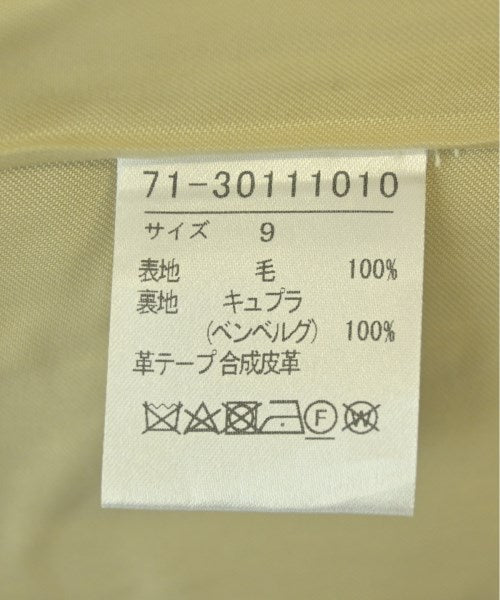 71-30111010
サイズ 9
表地 毛 100%
裏地 キュプラ
(ベンベルグ) 100%
革テープ 合成皮革
F W